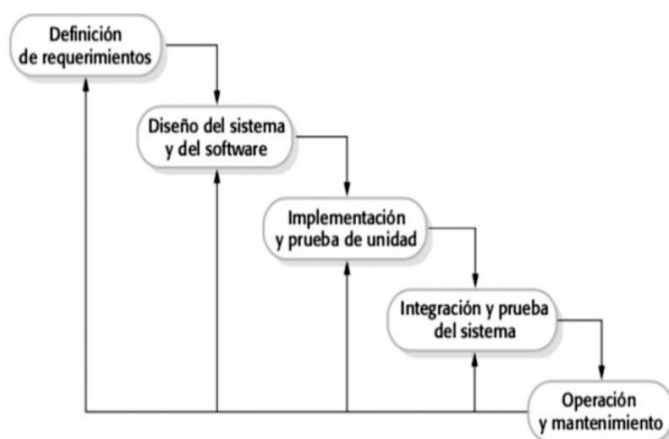 Definición
de requerimientos
Diseño del sistema
y del software
Implementación
y prueba de unidad
Integración y prueba
del sistema
Operación
y mantenimiento